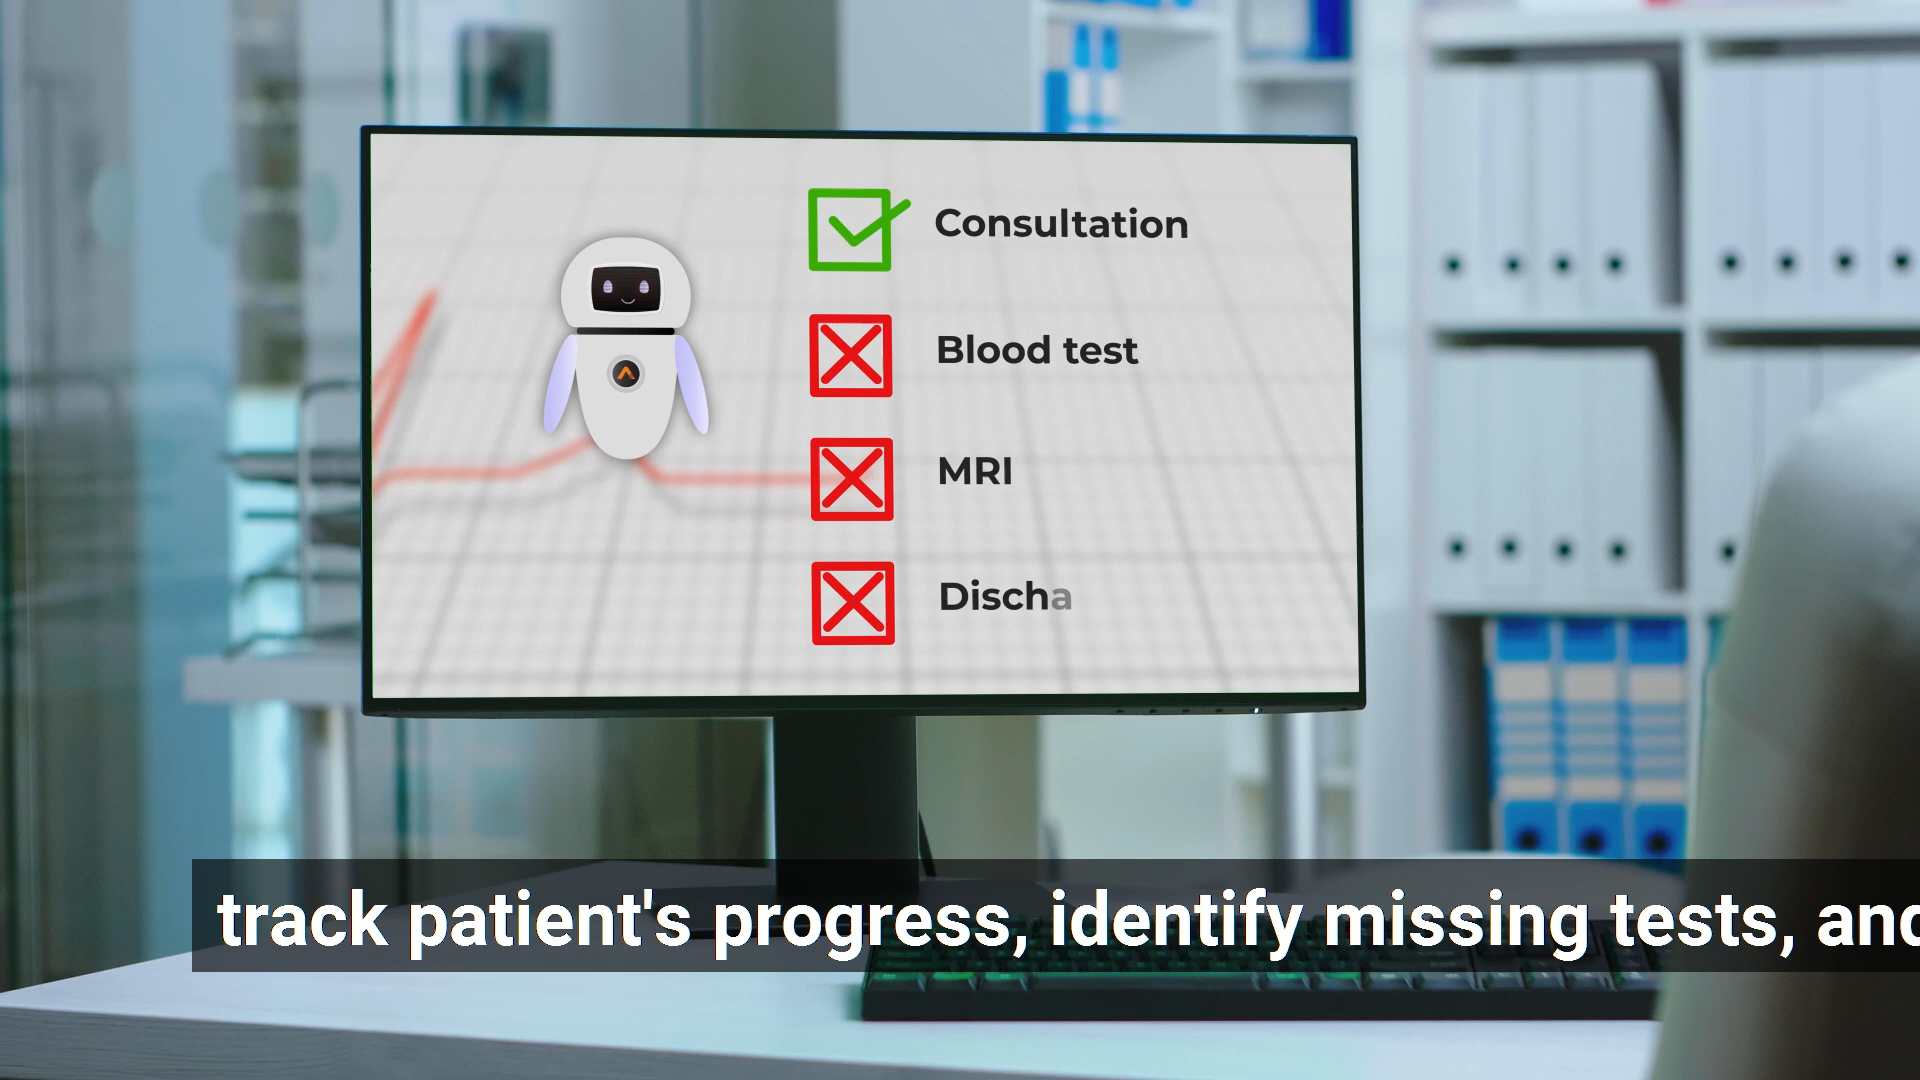 Consultation
Blood test
MRI
Discha
track patient's progress, identify missing tests, and